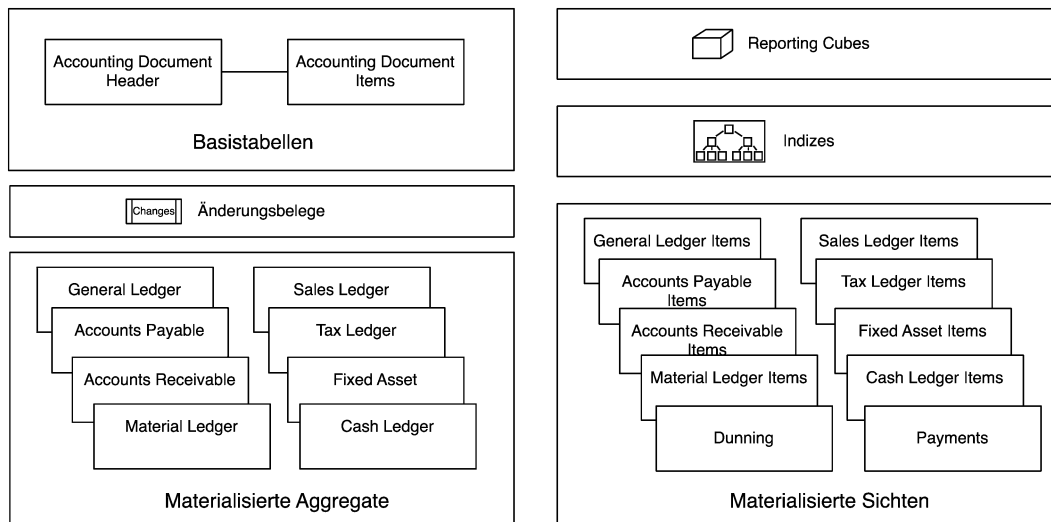 Accounting Document
Header
Accounting Document
Items
Basistabellen
Changes
Änderungsbelege
General Ledger
Accounts Payable
Accounts Receivable
Material Ledger
Sales Ledger
Tax Ledger
Fixed Asset
Cash Ledger
Materialisierte Aggregate
Reporting Cubes
Indizes
General Ledger Items
Accounts Payable
Items
Accounts Receivable
Items
Material Ledger Items
Dunning
Sales Ledger Items
Tax Ledger Items
Fixed Asset Items
Cash Ledger Items
Payments
Materialisierte Sichten